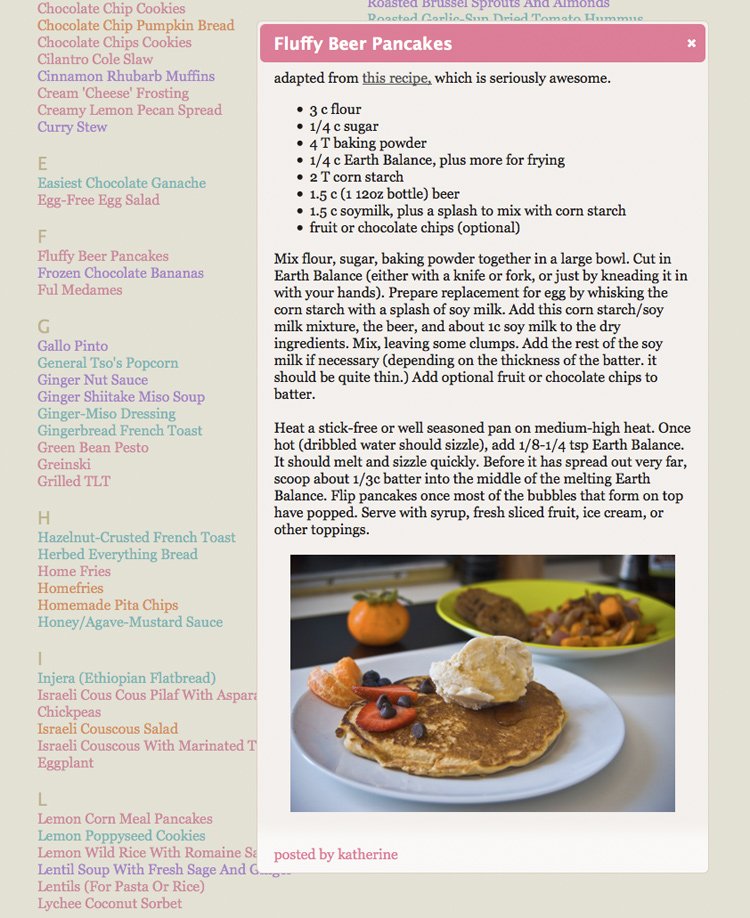 Chocolate Chip Cookies
Chocolate Chip Pumpkin Bread
Chocolate Chips Cookies
Cilantro Cole Slaw
Cinnamon Rhubarb Muffins
Cream 'Cheese' Frosting
Creamy Lemon Pecan Spread
Curry Stew
E
Easiest Chocolate Ganache
Egg-Free Egg Salad
F
Fluffy Beer Pancakes
Frozen Chocolate Bananas
Ful Medames
G
Gallo Pinto
General Tso's Popcorn
Ginger Nut Sauce
Ginger Shiitake Miso Soup
Ginger-Miso Dressing
Gingerbread French Toast
Green Bean Pesto
Greinski
Grilled TLT
H
Hazelnut-Crusted French Toast
Herbed Everything Bread
Home Fries
Homefries
Homemade Pita Chips
Honey/Agave-Mustard Sauce
I
Injera (Ethiopian Flatbread)
Israeli Cous Cous Pilaf With Aspara
Chickpeas
Israeli Couscous Salad
Israeli Couscous With Marinated T
Eggplant
L
Lemon Corn Meal Pancakes
Lemon Poppyseed Cookies
Lemon Wild Rice With Romaine Sa
Lentil Soup With Fresh Sage And Ginger
Lentils (For Pasta Or Rice)
Lychee Coconut Sorbet
Roasted Brussel Sprouts And Almonds
Roasted Garlic-Sun Dried Tomato Hummus
Fluffy Beer Pancakes ×
adapted from this recipe, which is seriously awesome.
• 3 c flour
• 1/4 c sugar
• 4 T baking powder
• 1/4 c Earth Balance, plus more for frying
• 2 T corn starch
• 1.5 c (1 12oz bottle) beer
• 1.5 c soymilk, plus a splash to mix with corn starch
• fruit or chocolate chips (optional)
Mix flour, sugar, baking powder together in a large bowl. Cut in
Earth Balance (either with a knife or fork, or just by kneading it in
with your hands). Prepare replacement for egg by whisking the
corn starch with a splash of soy milk. Add this corn starch/soy
milk mixture, the beer, and about 1c soy milk to the dry
ingredients. Mix, leaving some clumps. Add the rest of the soy
milk if necessary (depending on the thickness of the batter. it
should be quite thin.) Add optional fruit or chocolate chips to
batter.
Heat a stick-free or well seasoned pan on medium-high heat. Once
hot (dribbled water should sizzle), add 1/8-1/4 tsp Earth Balance.
It should melt and sizzle quickly. Before it has spread out very far,
scoop about 1/3c batter into the middle of the melting Earth
Balance. Flip pancakes once most of the bubbles that form on top
have popped. Serve with syrup, fresh sliced fruit, ice cream, or
other toppings.
posted by katherine